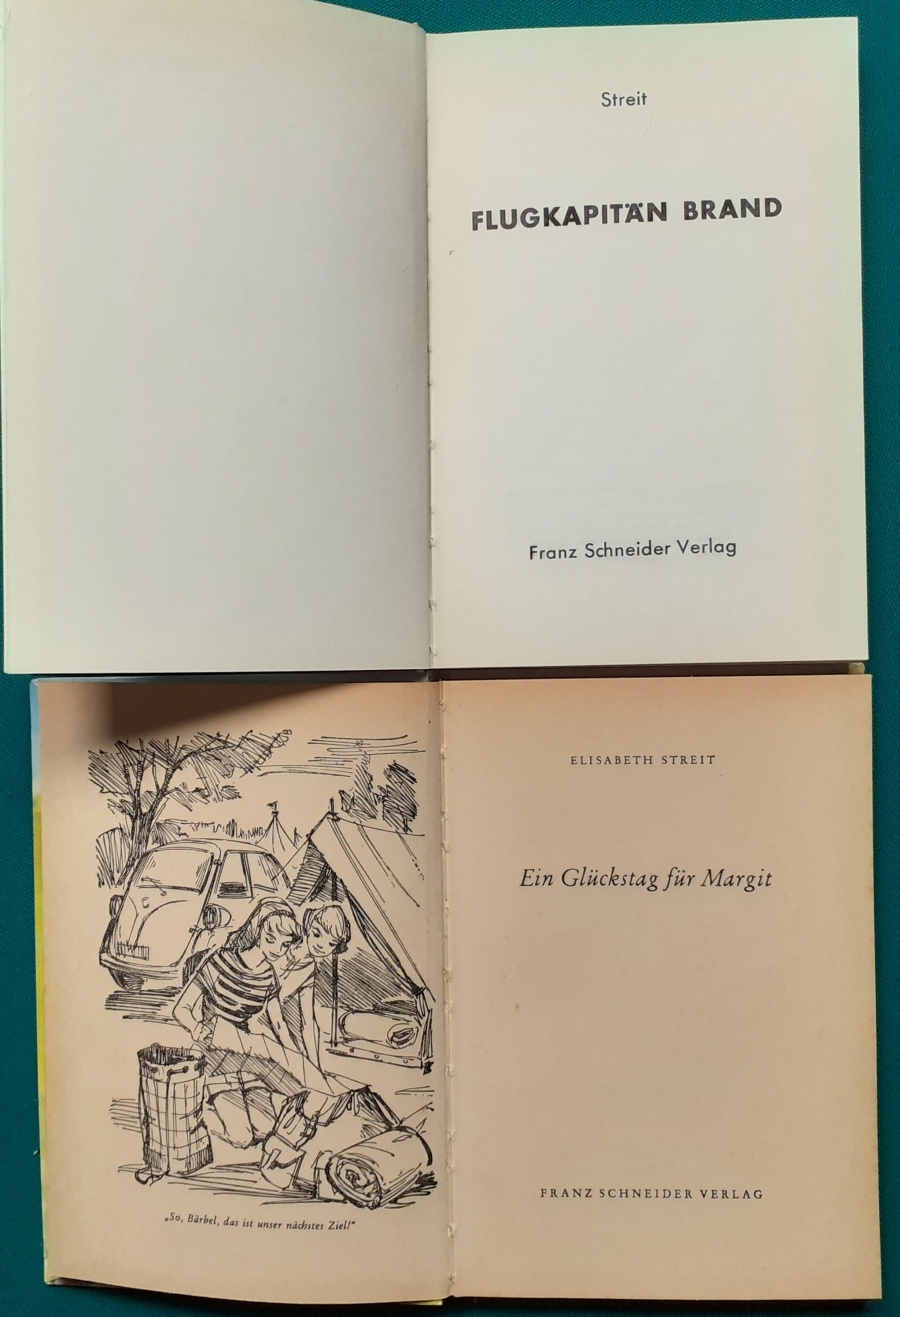 Streit
FLUGKAPITÄN BRAND
Franz Schneider Verlag
ELISABETH STREIT
Ein Glückstag für Margit
FRANZ SCHNEIDER VERLAG
„So, Bärbel, das ist unser nächstes Ziel!“